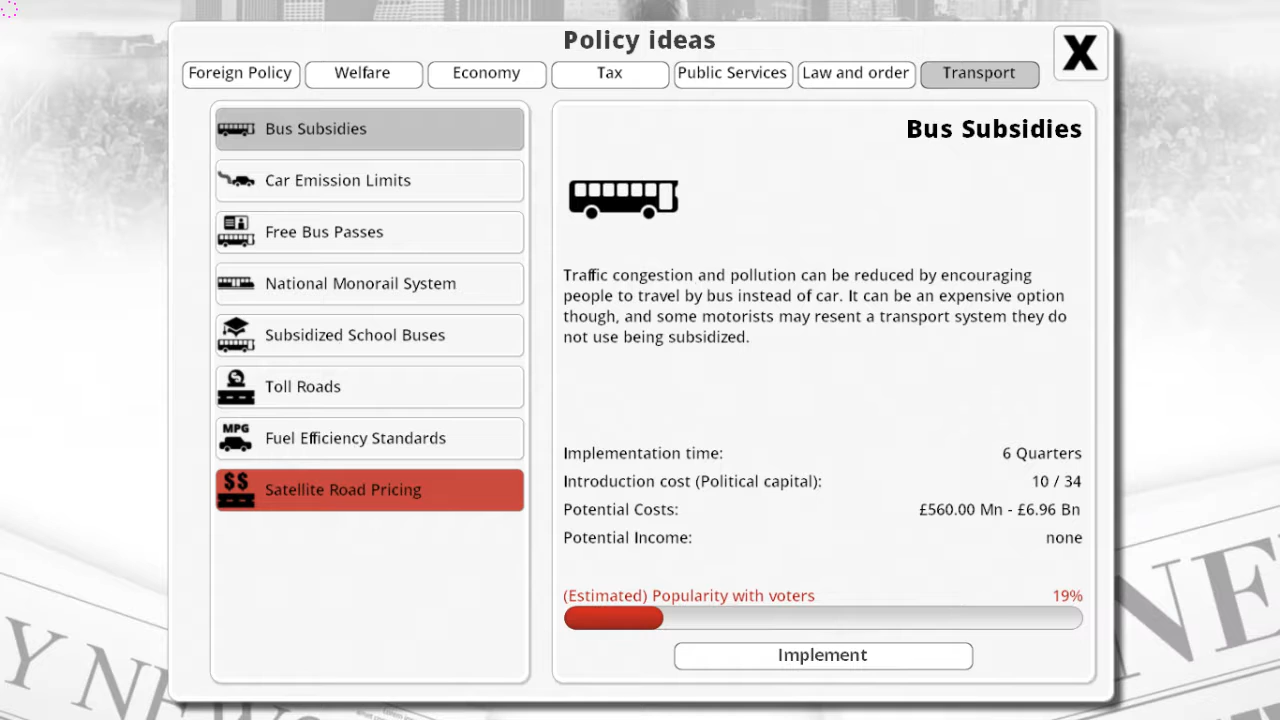 Policy ideas
X
Foreign Policy
Welfare
Economy
Tax
Public Services
Law and order
Transport
Bus Subsidies
Car Emission Limits
Free Bus Passes
National Monorail System
Subsidized School Buses
Toll Roads
MPG
Fuel Efficiency Standards
$$
Satellite Road Pricing
Bus Subsidies
Traffic congestion and pollution can be reduced by encouraging
people to travel by bus instead of car. It can be an expensive option
though, and some motorists may resent a transport system they do
not use being subsidized.
Implementation time: 6 Quarters
Introduction cost (Political capital): 10 / 34
Potential Costs: £560.00 Mn - £6.96 Bn
Potential Income: none
(Estimated) Popularity with voters 19%
Implement
Y NEWS
NE